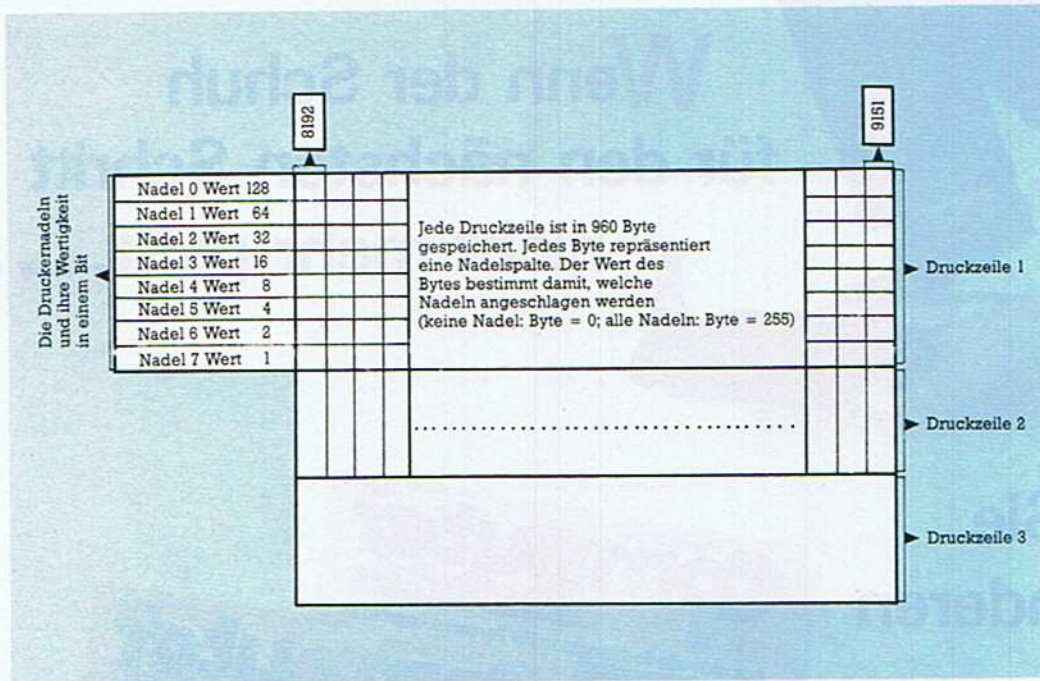 8192
9151
Die Druckernadeln
und ihre Wertigkeit
in einem Bit
Nadel 0 Wert 128
Nadel 1 Wert 64
Nadel 2 Wert 32
Nadel 3 Wert 16
Nadel 4 Wert 8
Nadel 5 Wert 4
Nadel 6 Wert 2
Nadel 7 Wert 1
Jede Druckzeile ist in 960 Byte
gespeichert. Jedes Byte repräsentiert
eine Nadelspalte. Der Wert des
Bytes bestimmt damit, welche
Nadeln angeschlagen werden
(keine Nadel: Byte = 0; alle Nadeln: Byte = 255)
Druckzeile 1
Druckzeile 2
Druckzeile 3
Wenn der Schuh
für den nächsten Schritt